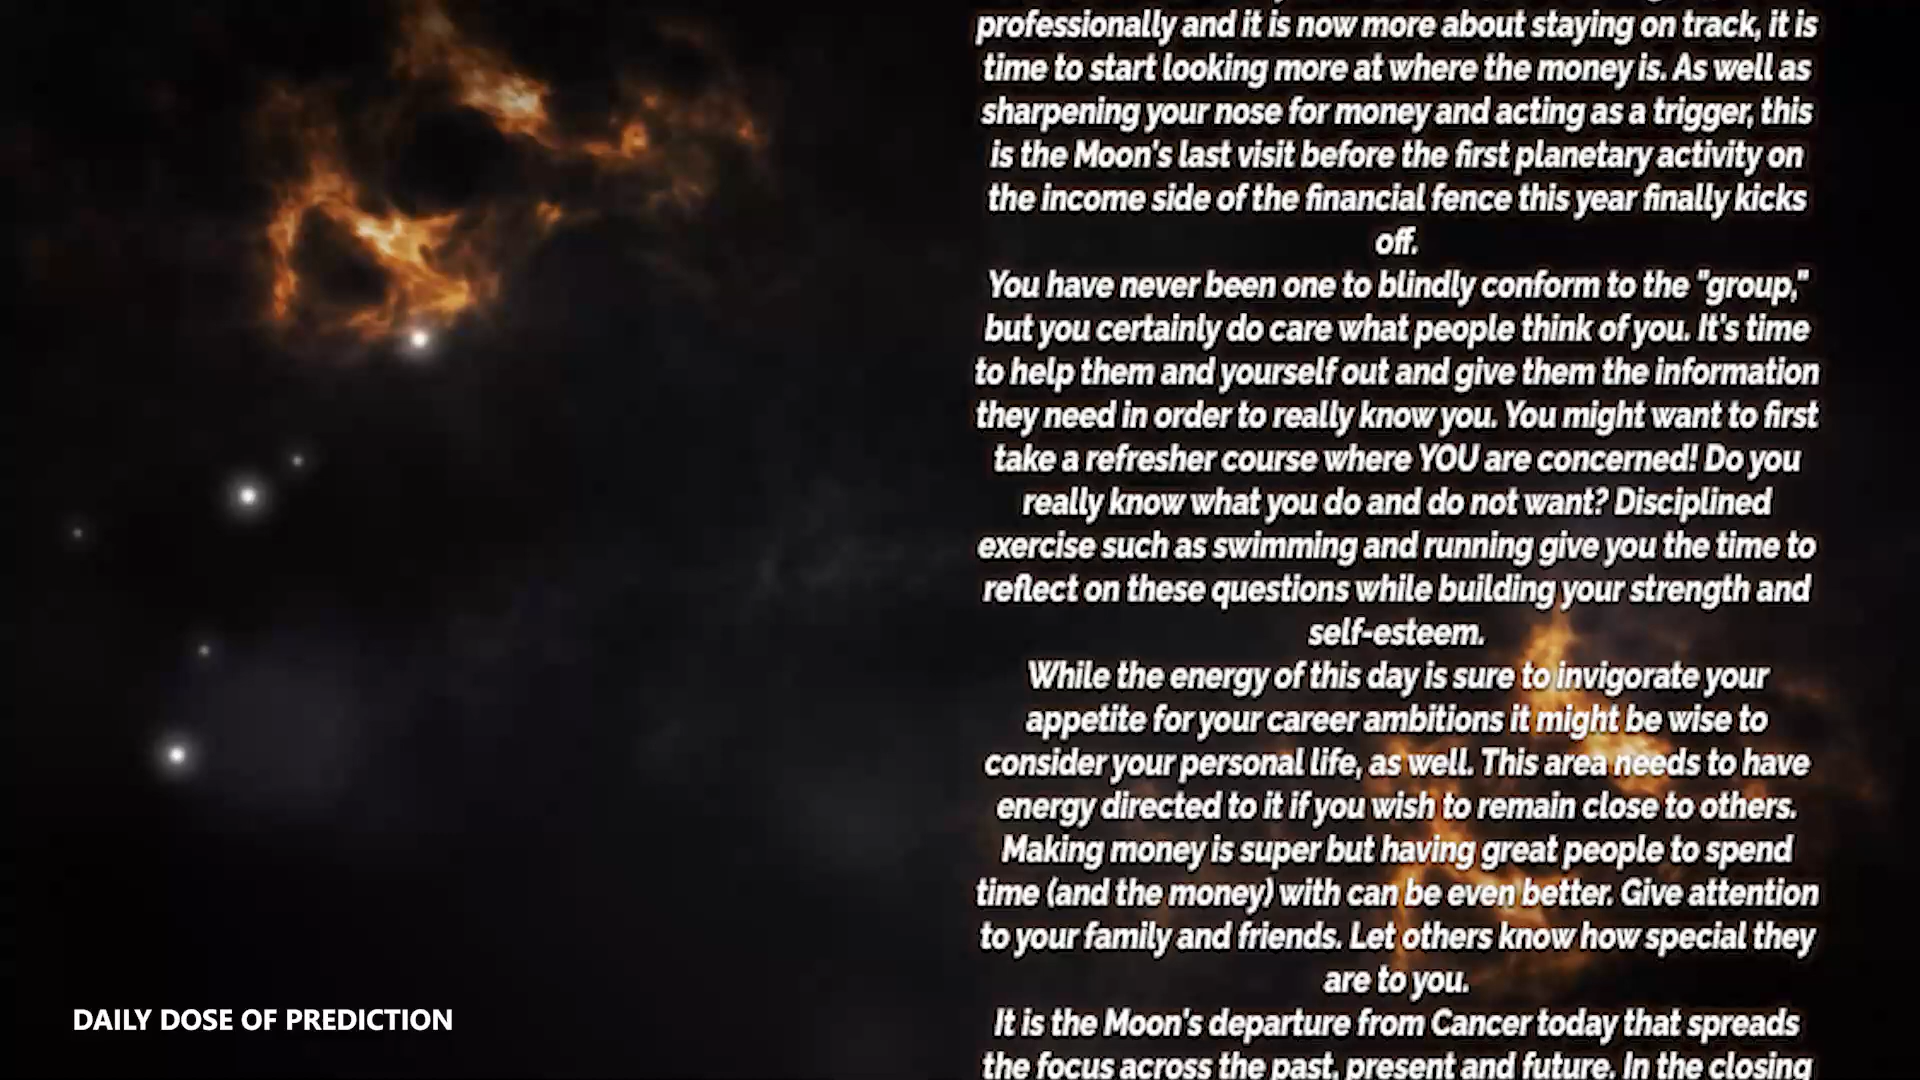 professionally and it is now more about staying on track, it is
time to start looking more at where the money is. As well as
sharpening your nose for money and acting as a trigger, this
is the Moon's last visit before the first planetary activity on
the income side of the financial fence this year finally kicks
off.
You have never been one to blindly conform to the "group,"
but you certainly do care what people think of you. It's time
to help them and yourself out and give them the information
they need in order to really know you. You might want to first
take a refresher course where YOU are concerned! Do you
really know what you do and do not want? Disciplined
exercise such as swimming and running give you the time to
reflect on these questions while building your strength and
self-esteem.
While the energy of this day is sure to invigorate your
appetite for your career ambitions it might be wise to
consider your personal life, as well. This area needs to have
energy directed to it if you wish to remain close to others.
Making money is super but having great people to spend
time (and the money) with can be even better. Give attention
to your family and friends. Let others know how special they
are to you.
It is the Moon's departure from Cancer today that spreads
the focus across the past, present and future. In the closing
DAILY DOSE OF PREDICTION